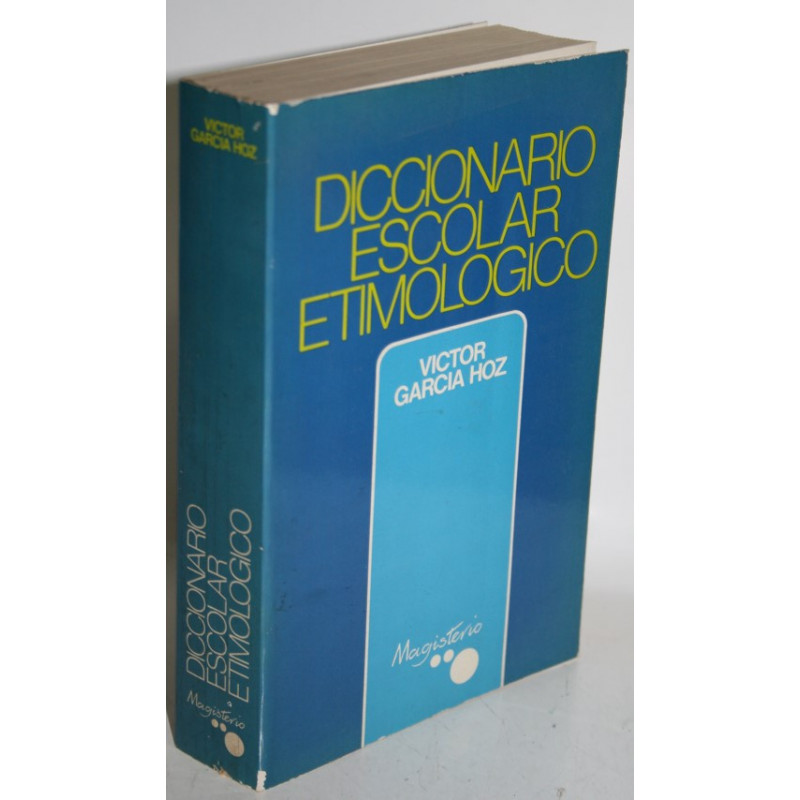 VICTOR
GARCIA HOZ
DICCIONARIO
ESCOLAR
ETIMOLOGICO
Magisterio
DICCIONARIO
ESCOLAR
ETIMOLOGICO
VICTOR
GARCIA HOZ
Magisterio